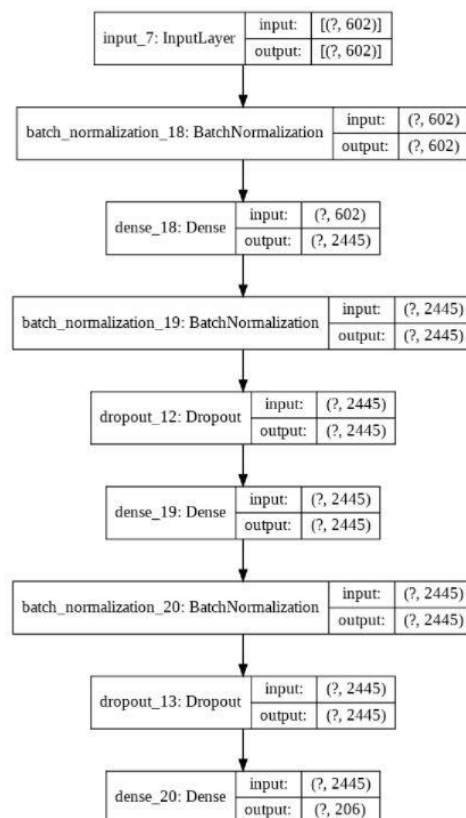 input_7: InputLayer
input: [(?, 602)]
output: [(?, 602)]
batch_normalization_18: BatchNormalization
input: (?, 602)
output: (?, 602)
dense_18: Dense
input: (?, 602)
output: (?, 2445)
batch_normalization_19: BatchNormalization
input: (?, 2445)
output: (?, 2445)
dropout_12: Dropout
input: (?, 2445)
output: (?, 2445)
dense_19: Dense
input: (?, 2445)
output: (?, 2445)
batch_normalization_20: BatchNormalization
input: (?, 2445)
output: (?, 2445)
dropout_13: Dropout
input: (?, 2445)
output: (?, 2445)
dense_20: Dense
input: (?, 2445)
output: (?, 206)